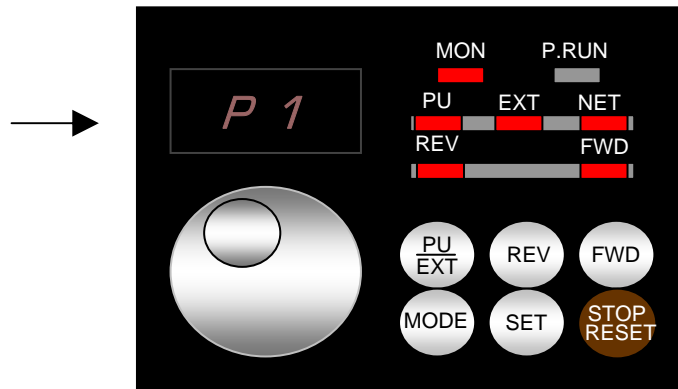 MON P.RUN
P 1
PU EXT NET
REV FWD
PU
EXT
REV
FWD
MODE
SET
STOP
RESET